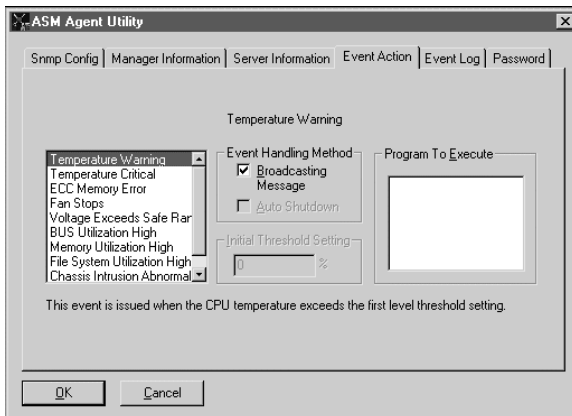 ASM Agent Utility
Snmp Config
Manager Information
Server Information
Event Action
Event Log
Password
Temperature Warning
Temperature Warning
Temperature Critical
ECC Memory Error
Fan Stops
Voltage Exceeds Safe Ran
BUS Utilization High
Memory Utilization High
File System Utilization High
Chassis Intrusion Abnormal
Event Handling Method
Broadcasting
Message
Auto Shutdown
Initial Threshold Setting
0 %
Program To Execute
This event is issued when the CPU temperature exceeds the first level threshold setting.
OK
Cancel